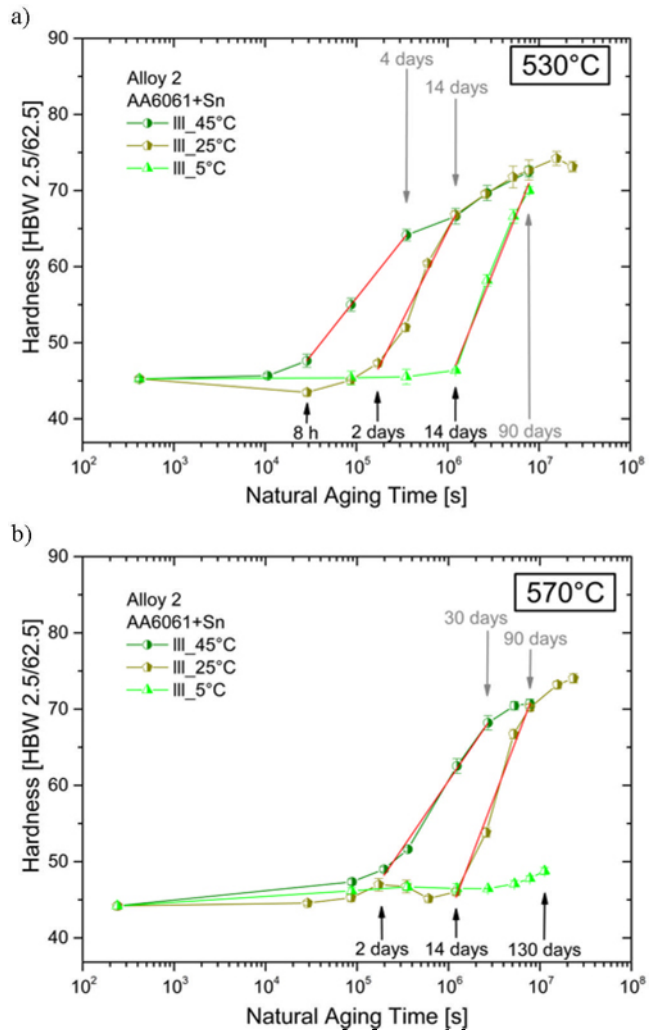 a)
90
80
70
60
50
40
Hardness [HBW 2.5/62.5]
Alloy 2
AA6061+Sn
III_45°C
III_25°C
III_5°C
4 days
14 days
530°C
8 h
2 days
14 days
90 days
10²
10³
10⁴
10⁵
10⁶
10⁷
10⁸
Natural Aging Time [s]
b)
90
80
70
60
50
40
Hardness [HBW 2.5/62.5]
Alloy 2
AA6061+Sn
III_45°C
III_25°C
III_5°C
30 days
90 days
570°C
2 days
14 days
130 days
10²
10³
10⁴
10⁵
10⁶
10⁷
10⁸
Natural Aging Time [s]